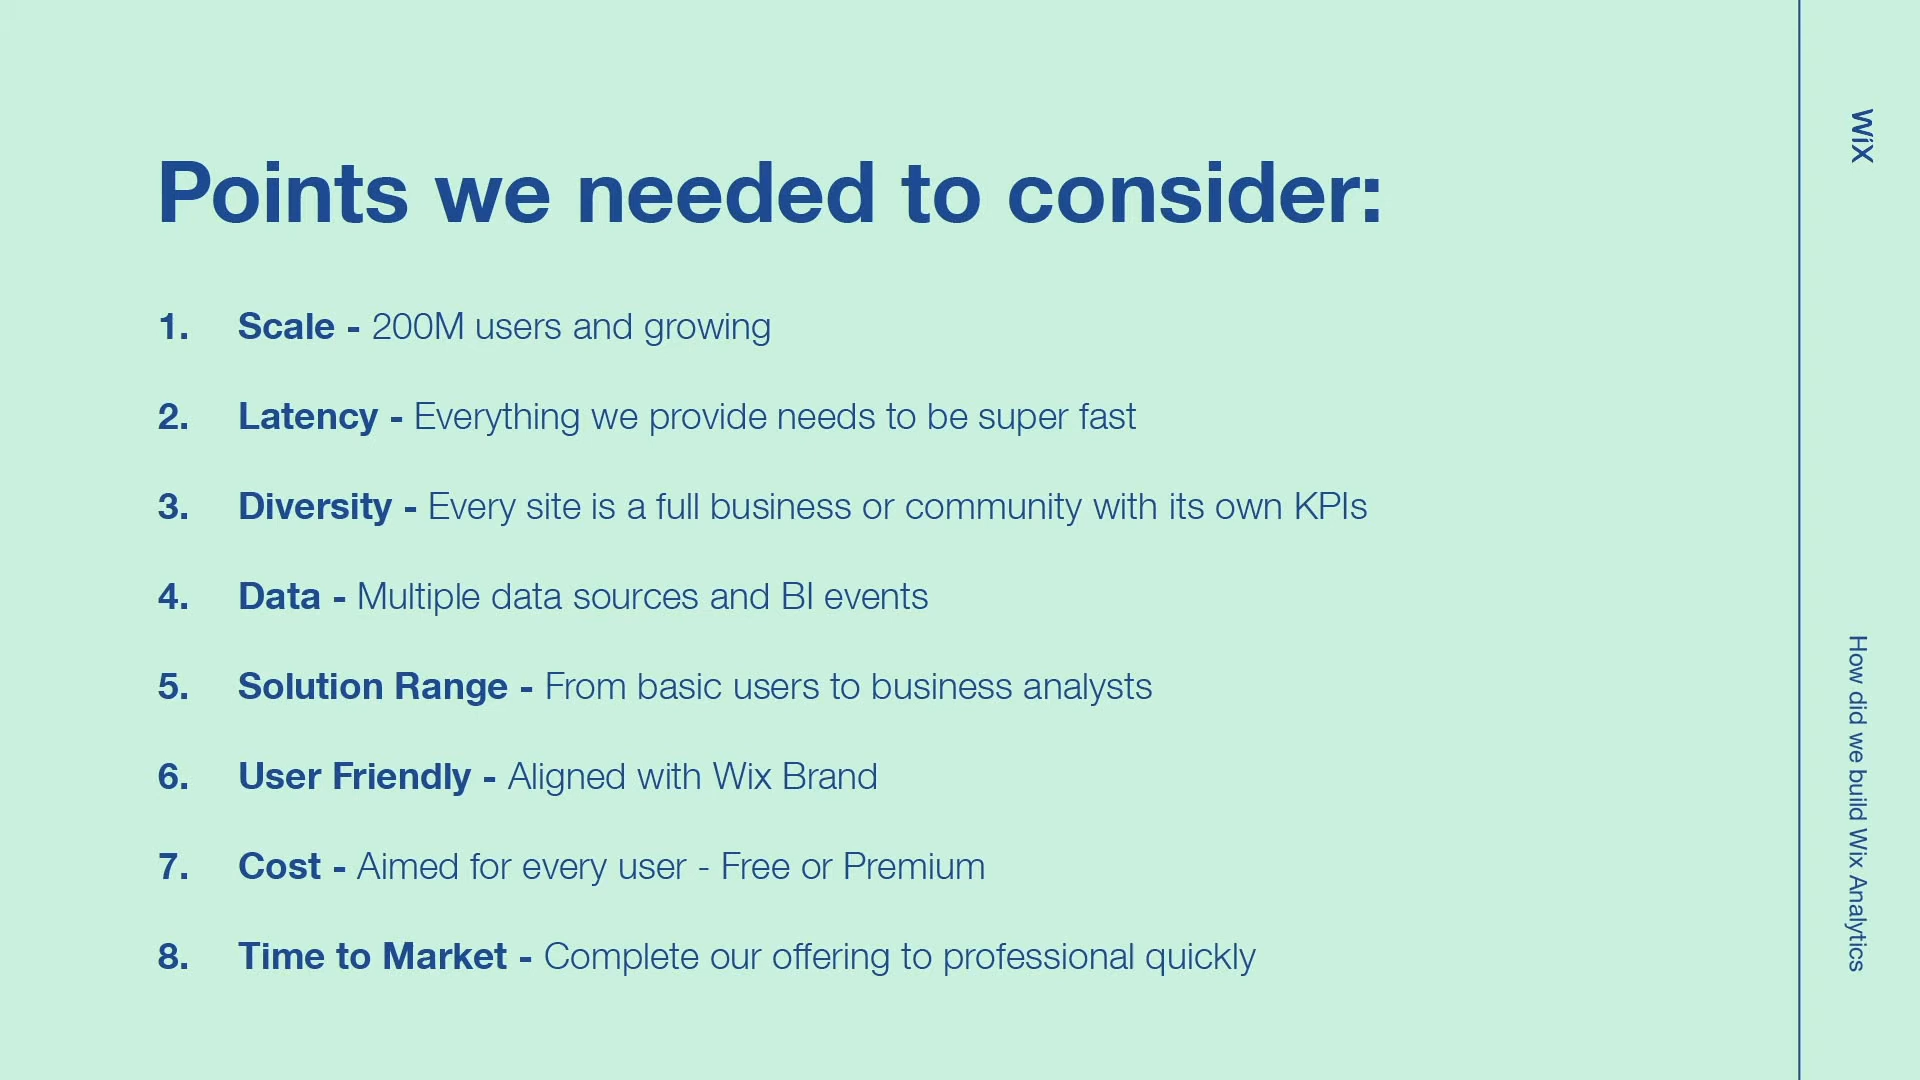 Points we needed to consider:
1. Scale - 200M users and growing
2. Latency - Everything we provide needs to be super fast
3. Diversity - Every site is a full business or community with its own KPIs
4. Data - Multiple data sources and BI events
5. Solution Range - From basic users to business analysts
6. User Friendly - Aligned with Wix Brand
7. Cost - Aimed for every user - Free or Premium
8. Time to Market - Complete our offering to professional quickly
WiX
How did we build Wix Analytics